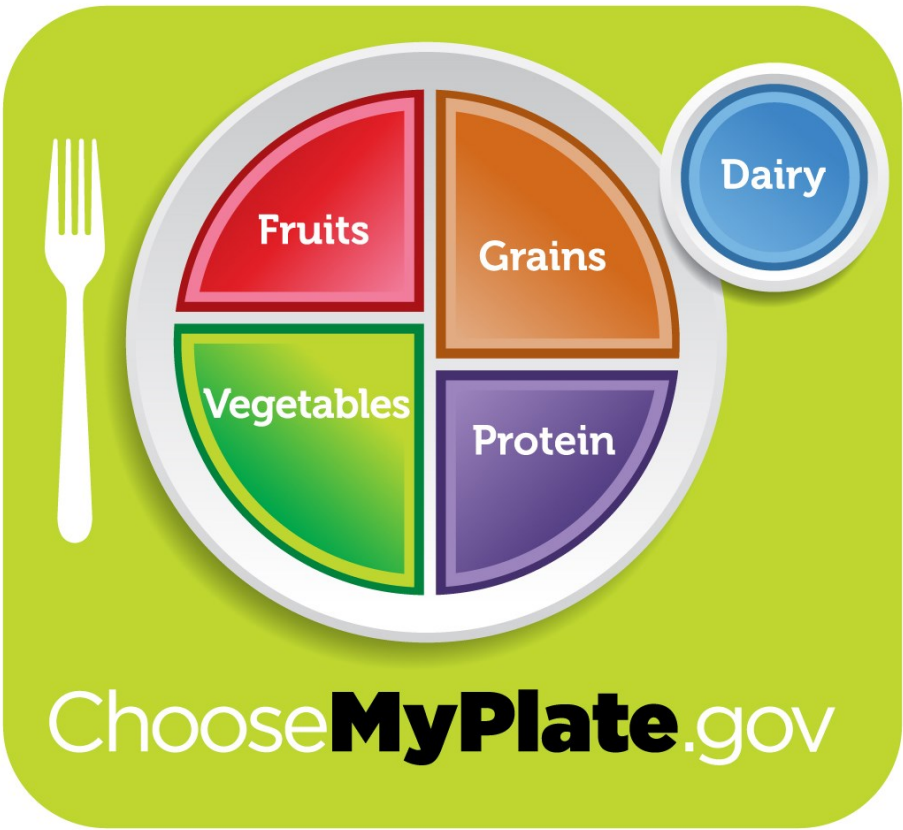 Dairy
Fruits
Grains
Vegetables
Protein
ChooseMyPlate.gov